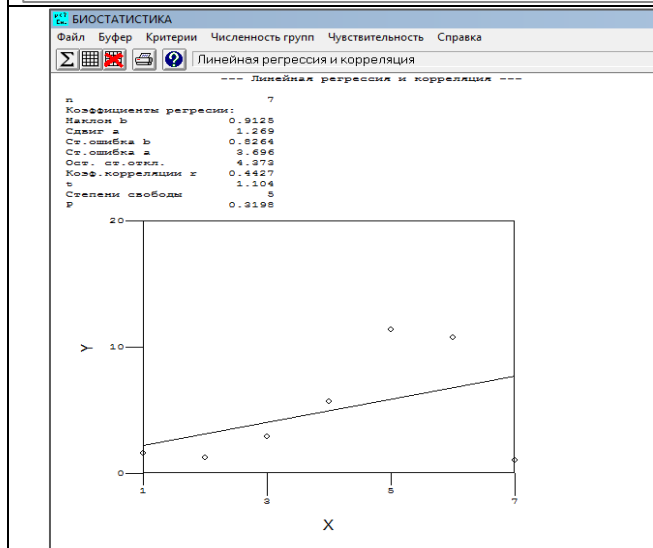 БИОСТАТИСТИКА
Файл Буфер Критерии Численность групп Чувствительность Справка
Линейная регрессия и корреляция
--- Линейная регрессия и корреляция ---
n 7
Коэффициенты регресии:
Наклон b 0.9125
Сдвиг a 1.269
Ст.ошибка b 0.8264
Ст.ошибка a 3.696
Ост. ст.откл. 4.373
Коэф.корреляции r 0.4427
t 1.104
Степени свободы 5
P 0.3198
20
Y 10
0
1 3 5 7
X